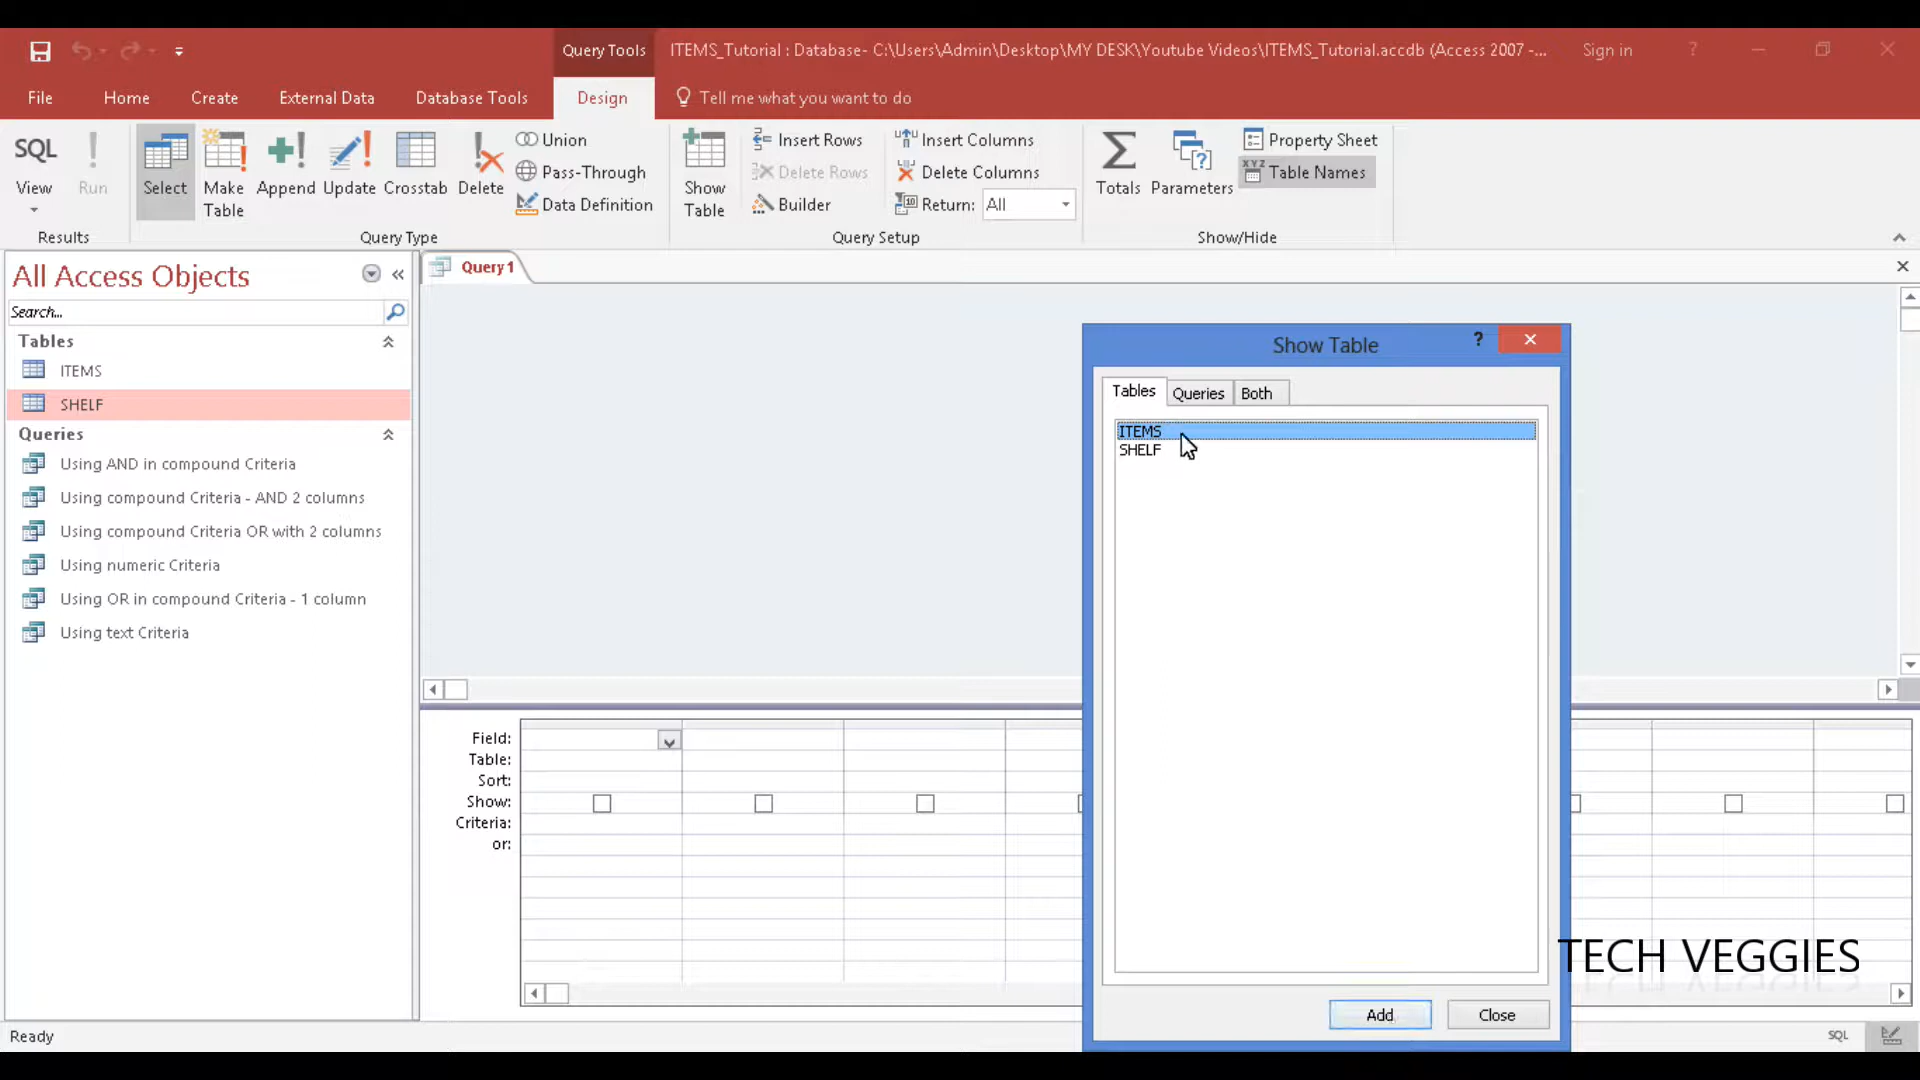 Query Tools
ITEMS_Tutorial : Database- C:\Users\Admin\Desktop\MY DESK\Youtube Videos\ITEMS_Tutorial.accdb (Access 2007 -...
Sign in
?
File
Home
Create
External Data
Database Tools
Design
Tell me what you want to do
SQL
View
Run
Select
Make
Table
Append
Update
Crosstab
Delete
Union
Pass-Through
Data Definition
Show
Table
Insert Rows
Delete Rows
Builder
Insert Columns
Delete Columns
Return: All
Totals
Parameters
Property Sheet
Table Names
Results
Query Type
Query Setup
Show/Hide
All Access Objects
Search...
Tables
ITEMS
SHELF
Queries
Using AND in compound Criteria
Using compound Criteria - AND 2 columns
Using compound Criteria OR with 2 columns
Using numeric Criteria
Using OR in compound Criteria - 1 column
Using text Criteria
Query1
Show Table
?
Tables
Queries
Both
ITEMS
SHELF
Field:
Table:
Sort:
Show:
Criteria:
or:
Add
Close
TECH VEGGIES
Ready
SQL